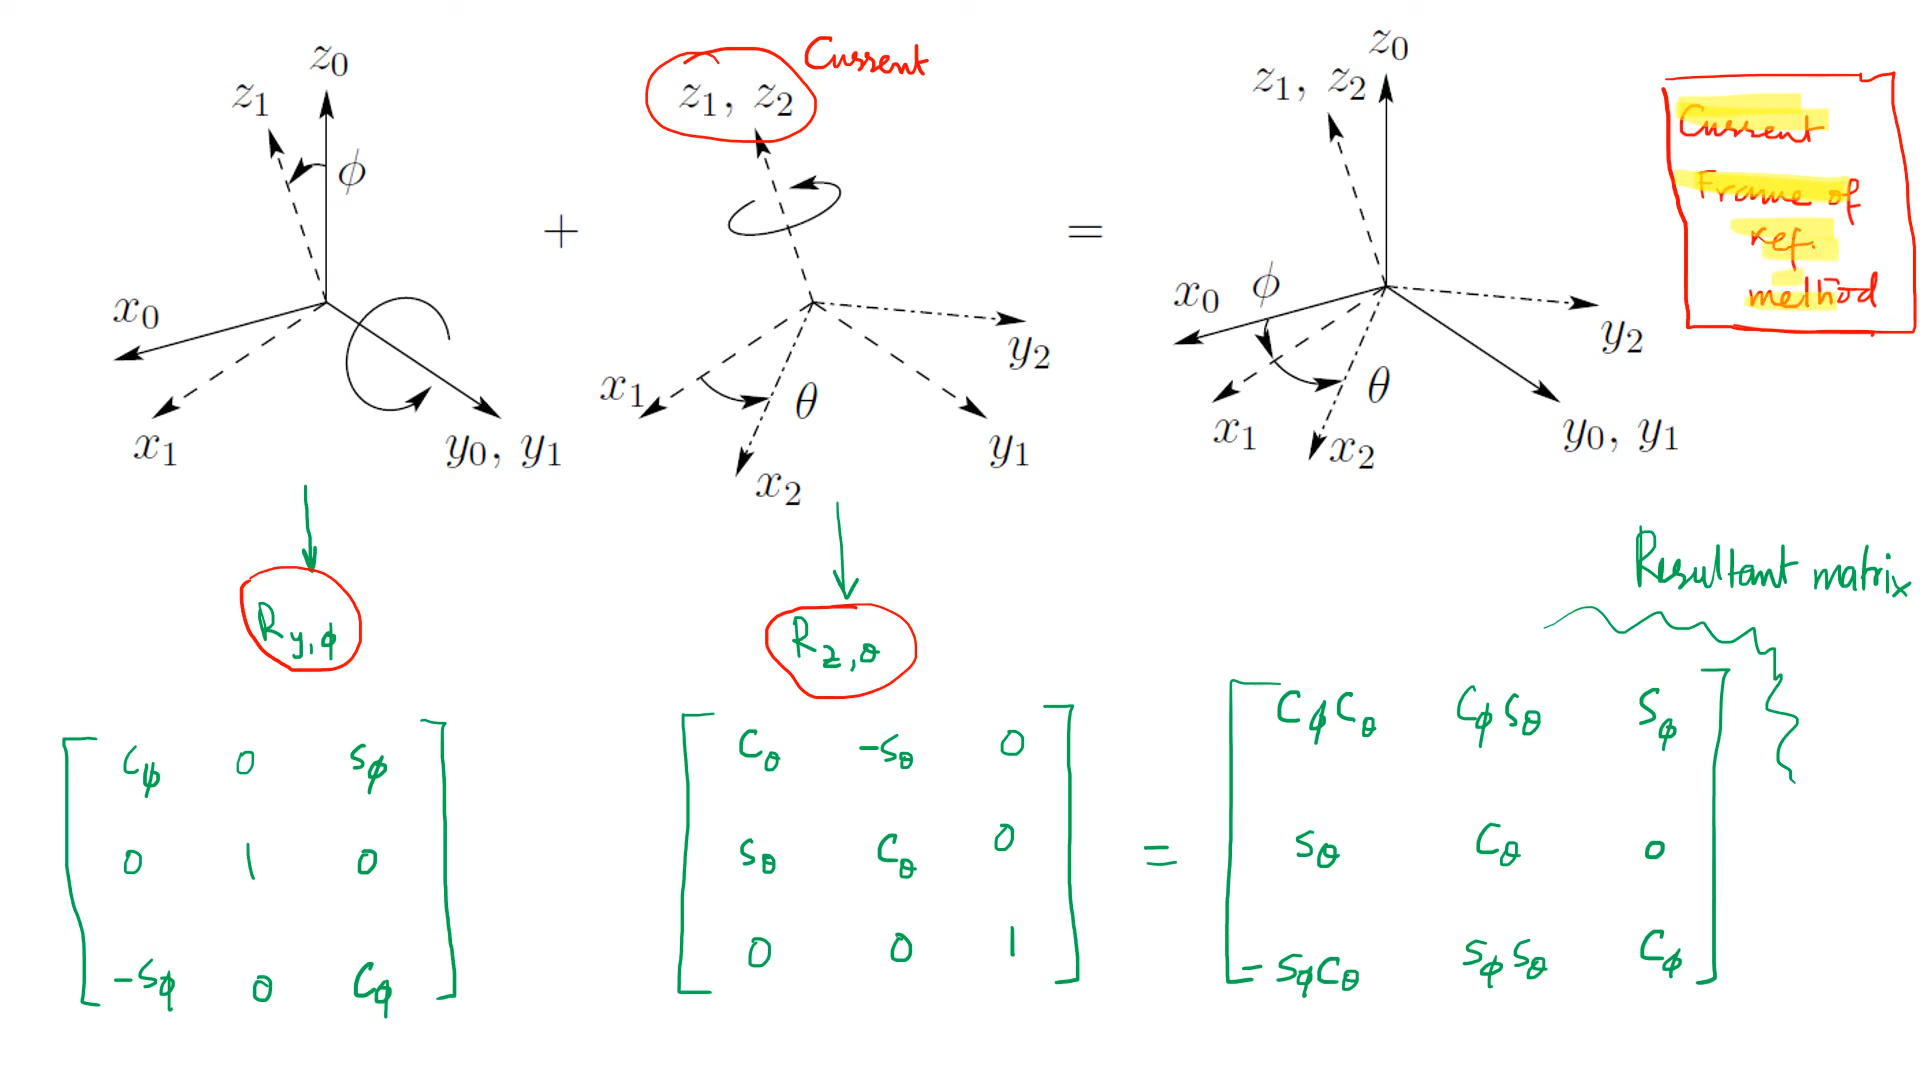 z₀
z₁
ϕ
x₀
x₁
y₀, y₁
+
Current
z₁, z₂
x₁
θ
x₂
y₁
y₂
=
z₀
z₁, z₂
x₀
ϕ
x₁
θ
x₂
y₂
y₀, y₁
Current
Frame of
ref.
method
R y,ϕ
R z,θ
Resultant matrix
Cϕ 0 Sϕ
0 1 0
-Sϕ 0 Cϕ
Cθ -Sθ 0
Sθ Cθ 0
0 0 1
=
CϕCθ CϕSθ Sϕ
Sθ Cθ 0
-SϕCθ SϕSθ Cϕ